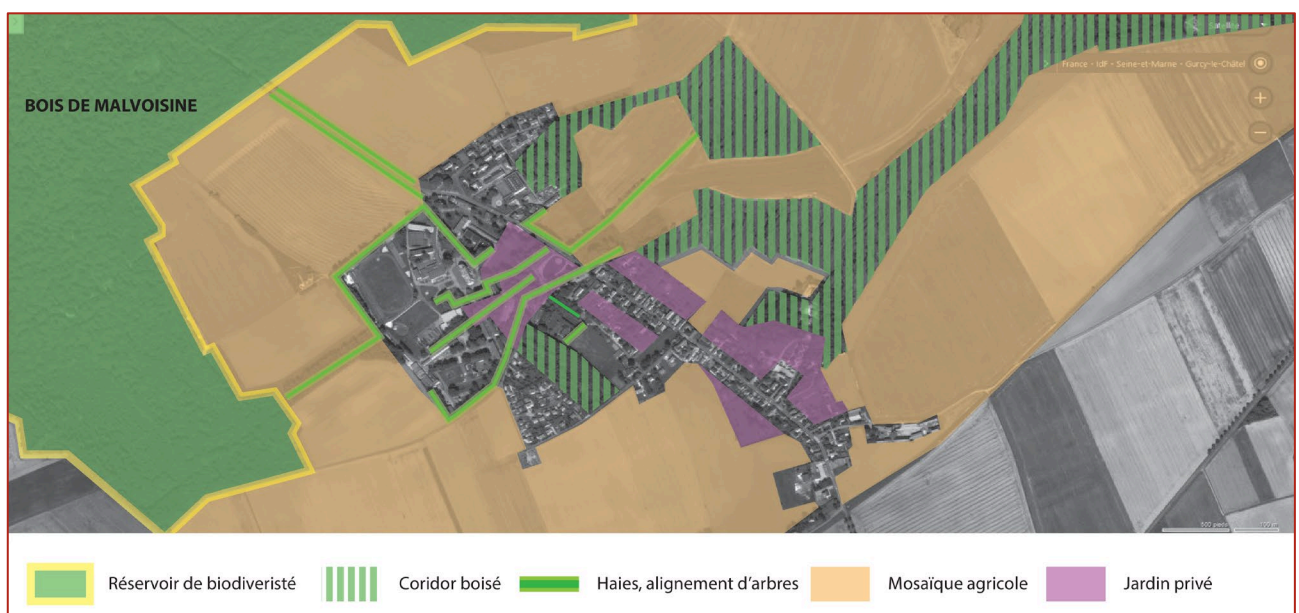 France - IdF - Seine-et-Marne - Gurcy-le-Châtel
BOIS DE MALVOISINE
Réservoir de biodiveristé
Coridor boisé
Haies, alignement d'arbres
Mosaïque agricole
Jardin privé